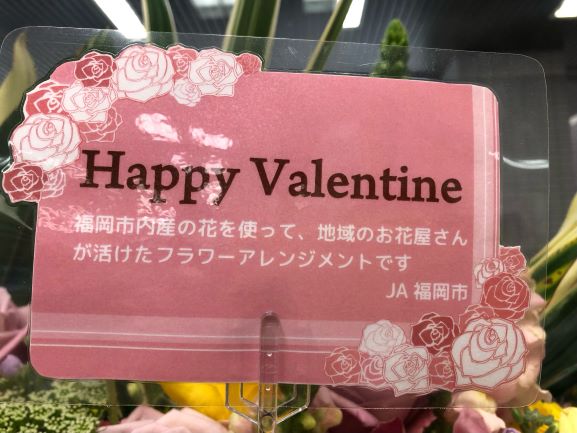 Happy Valentine
福岡市内産の花を使って、地域のお花屋さん
が活けたフラワーアレンジメントです
JA 福岡市